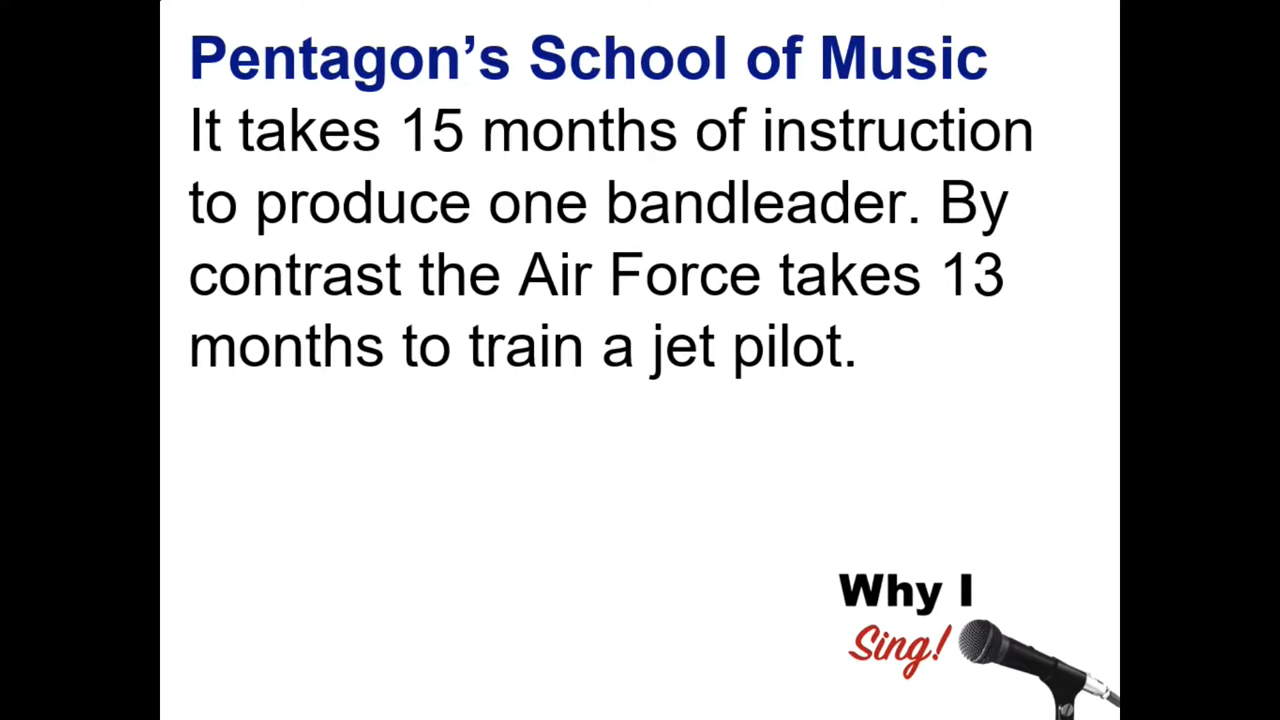 Pentagon’s School of Music
It takes 15 months of instruction
to produce one bandleader. By
contrast the Air Force takes 13
months to train a jet pilot.
Why I
Sing!